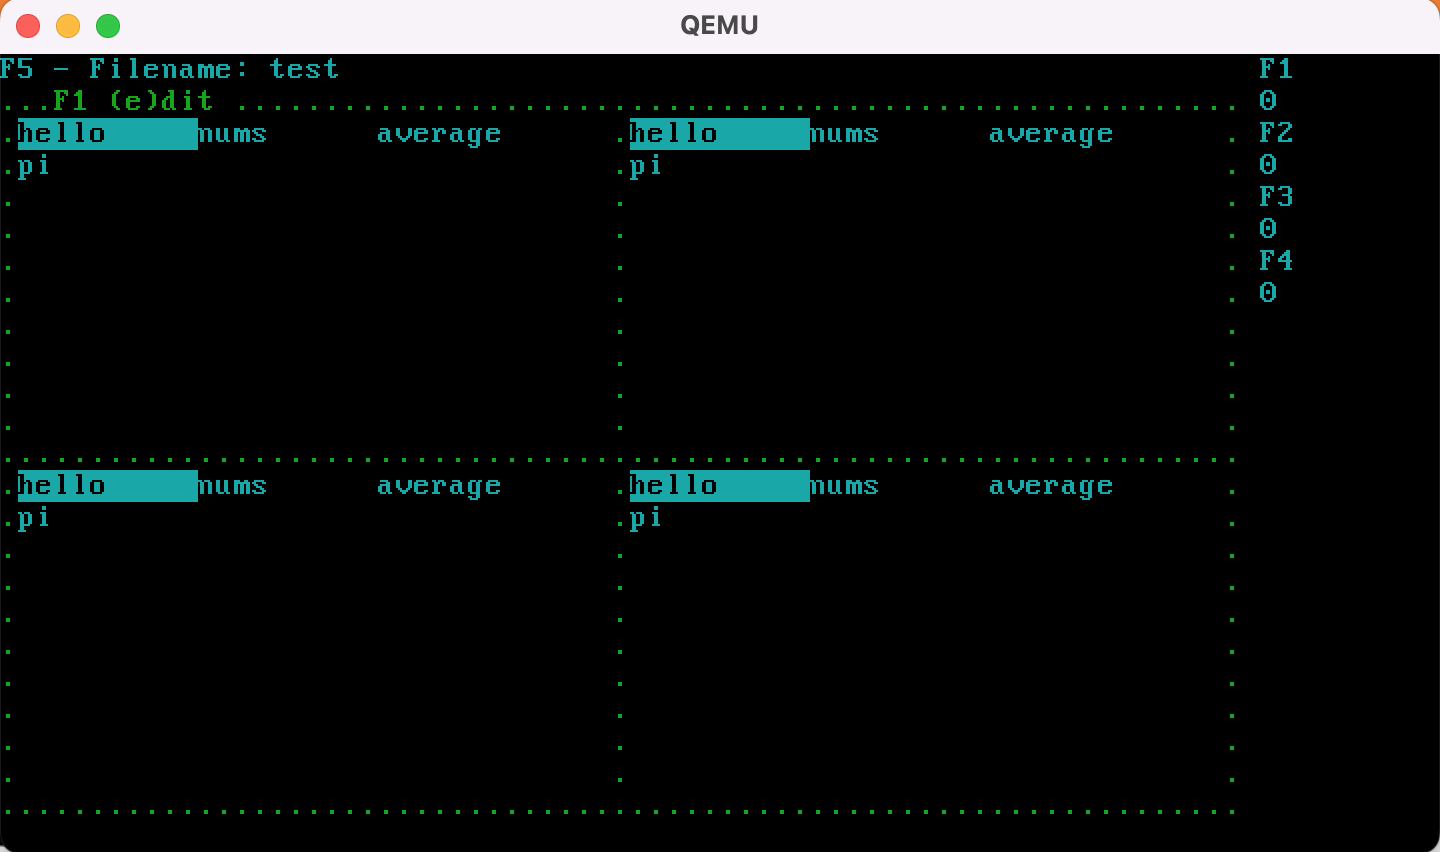 QEMU
F5 - Filename: test F1
...F1 (e)dit ......................................................... 0
.hello nums average .hello nums average . F2
.pi .pi . 0
. . . F3
. . . 0
. . . F4
. . . 0
. . .
. . .
. . .
. . .
.....................................................................
.hello nums average .hello nums average .
.pi .pi .
. . .
. . .
. . .
. . .
. . .
. . .
. . .
. . .
.....................................................................